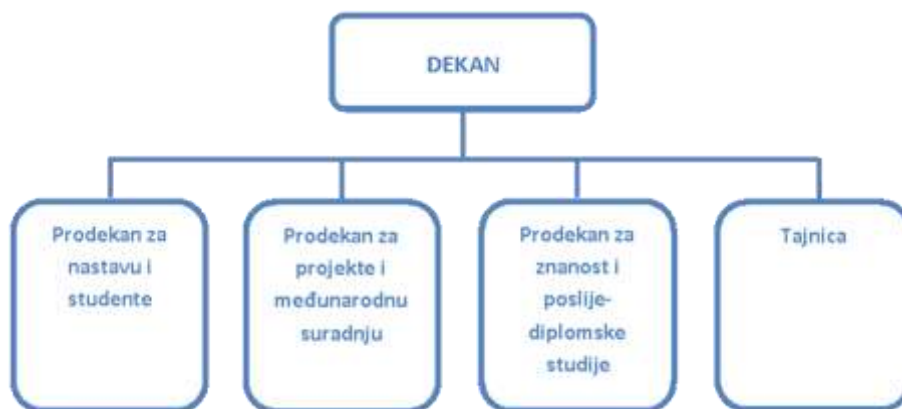 DEKAN
Prodekan za
nastavu i
studente
Prodekan za
projekte i
međunarodnu
suradnju
Prodekan za
znanost i
poslije-
diplomske
studije
Tajnica